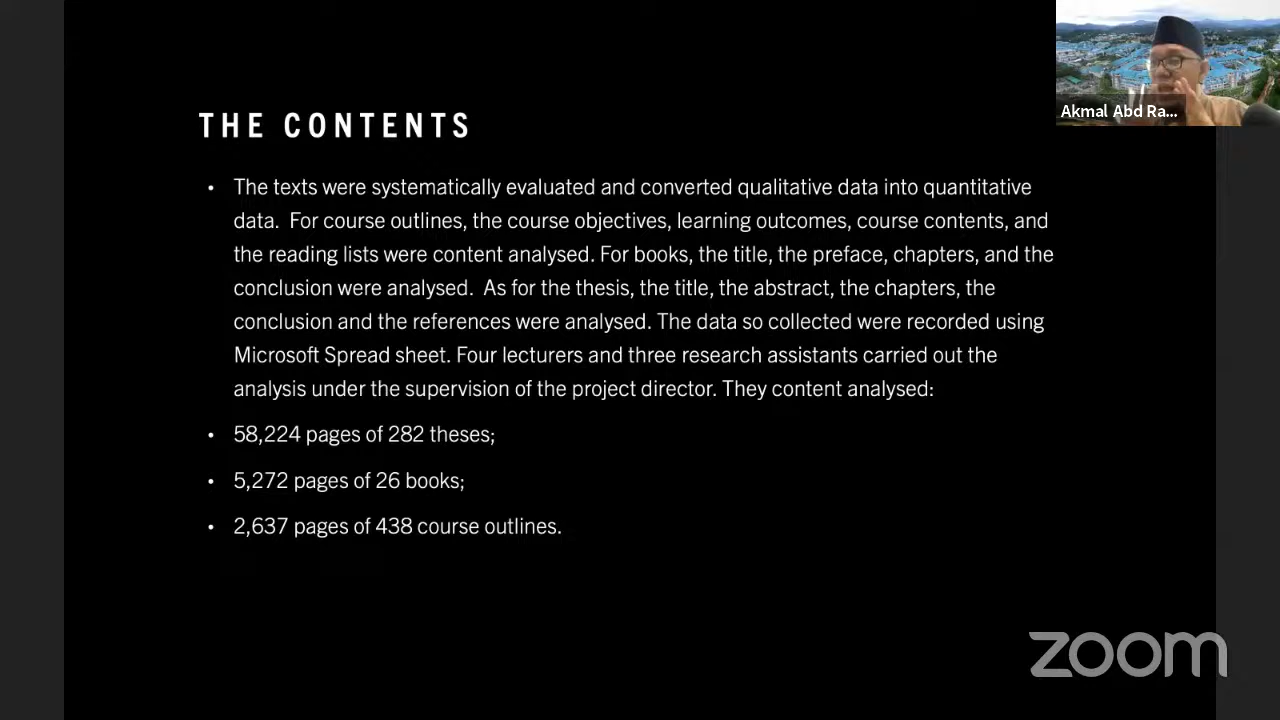 THE CONTENTS
• The texts were systematically evaluated and converted qualitative data into quantitative
data. For course outlines, the course objectives, learning outcomes, course contents, and
the reading lists were content analysed. For books, the title, the preface, chapters, and the
conclusion were analysed. As for the thesis, the title, the abstract, the chapters, the
conclusion and the references were analysed. The data so collected were recorded using
Microsoft Spread sheet. Four lecturers and three research assistants carried out the
analysis under the supervision of the project director. They content analysed:
• 58,224 pages of 282 theses;
• 5,272 pages of 26 books;
• 2,637 pages of 438 course outlines.
Akmal Abd Ra...
zoom